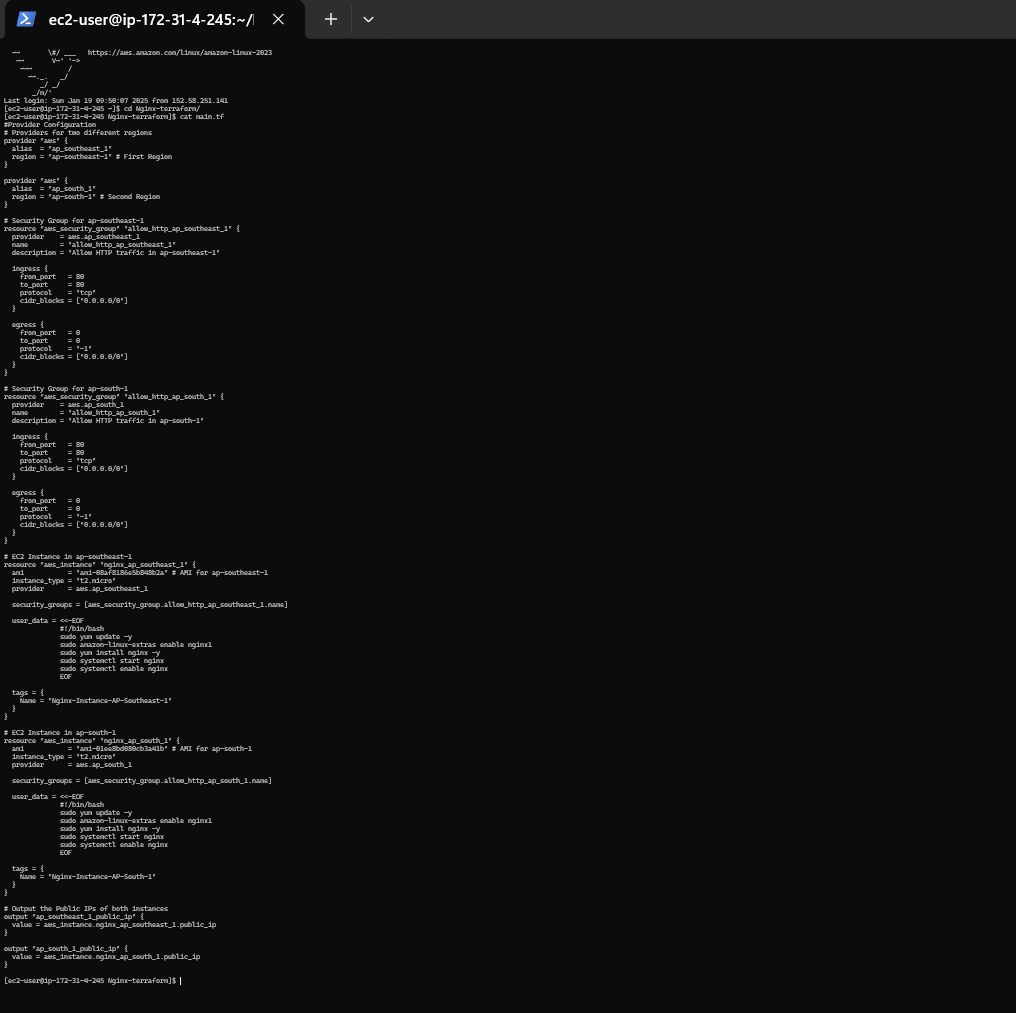 ec2-user@ip-172-31-4-245:~/
~~       \#/ ___   https://aws.amazon.com/linux/amazon-linux-2023
~~       V~' '->
~~~         /
~~._.   _/
_/ _/
_/m/'
Last login: Sun Jan 19 09:50:07 2025 from 152.58.251.141
[ec2-user@ip-172-31-4-245 ~]$ cd Nginx-terraform/
[ec2-user@ip-172-31-4-245 Nginx-terraform]$ cat main.tf
#Provider Configuration
# Providers for two different regions
provider "aws" {
  alias  = "ap_southeast_1"
  region = "ap-southeast-1" # First Region
}

provider "aws" {
  alias  = "ap_south_1"
  region = "ap-south-1" # Second Region
}

# Security Group for ap-southeast-1
resource "aws_security_group" "allow_http_ap_southeast_1" {
  provider    = aws.ap_southeast_1
  name        = "allow_http_ap_southeast_1"
  description = "Allow HTTP traffic in ap-southeast-1"

  ingress {
    from_port   = 80
    to_port     = 80
    protocol    = "tcp"
    cidr_blocks = ["0.0.0.0/0"]
  }

  egress {
    from_port   = 0
    to_port     = 0
    protocol    = "-1"
    cidr_blocks = ["0.0.0.0/0"]
  }
}

# Security Group for ap-south-1
resource "aws_security_group" "allow_http_ap_south_1" {
  provider    = aws.ap_south_1
  name        = "allow_http_ap_south_1"
  description = "Allow HTTP traffic in ap-south-1"

  ingress {
    from_port   = 80
    to_port     = 80
    protocol    = "tcp"
    cidr_blocks = ["0.0.0.0/0"]
  }

  egress {
    from_port   = 0
    to_port     = 0
    protocol    = "-1"
    cidr_blocks = ["0.0.0.0/0"]
  }
}

# EC2 Instance in ap-southeast-1
resource "aws_instance" "nginx_ap_southeast_1" {
  ami           = "ami-08af8186e5b848b2a" # AMI for ap-southeast-1
  instance_type = "t2.micro"
  provider      = aws.ap_southeast_1

  security_groups = [aws_security_group.allow_http_ap_southeast_1.name]

  user_data = <<-EOF
              #!/bin/bash
              sudo yum update -y
              sudo amazon-linux-extras enable nginx1
              sudo yum install nginx -y
              sudo systemctl start nginx
              sudo systemctl enable nginx
              EOF

  tags = {
    Name = "Nginx-Instance-AP-Southeast-1"
  }
}

# EC2 Instance in ap-south-1
resource "aws_instance" "nginx_ap_south_1" {
  ami           = "ami-01ee8bd080cb3a41b" # AMI for ap-south-1
  instance_type = "t2.micro"
  provider      = aws.ap_south_1

  security_groups = [aws_security_group.allow_http_ap_south_1.name]

  user_data = <<-EOF
              #!/bin/bash
              sudo yum update -y
              sudo amazon-linux-extras enable nginx1
              sudo yum install nginx -y
              sudo systemctl start nginx
              sudo systemctl enable nginx
              EOF

  tags = {
    Name = "Nginx-Instance-AP-South-1"
  }
}

# Output the Public IPs of both instances
output "ap_southeast_1_public_ip" {
  value = aws_instance.nginx_ap_southeast_1.public_ip
}

output "ap_south_1_public_ip" {
  value = aws_instance.nginx_ap_south_1.public_ip
}

[ec2-user@ip-172-31-4-245 Nginx-terraform]$